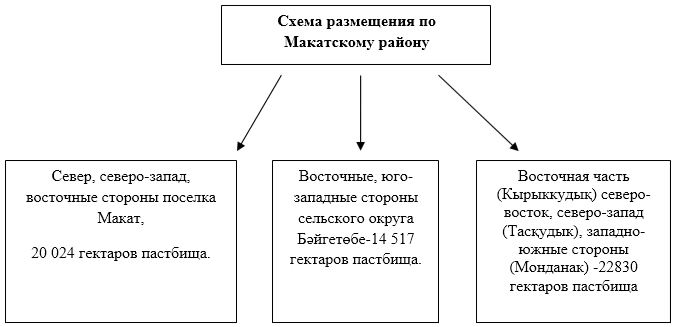 Схема размещения по
Макатскому району
Север, северо-запад,
восточные стороны поселка
Макат,
20 024 гектаров пастбища.
Восточные, юго-
западные стороны
сельского округа
Бәйгетөбе-14 517
гектаров пастбища.
Восточная часть
(Кырыккудық) северо-
восток, северо-запад
(Тасқудык), западно-
южные стороны
(Монданак) -22830
гектаров пастбища